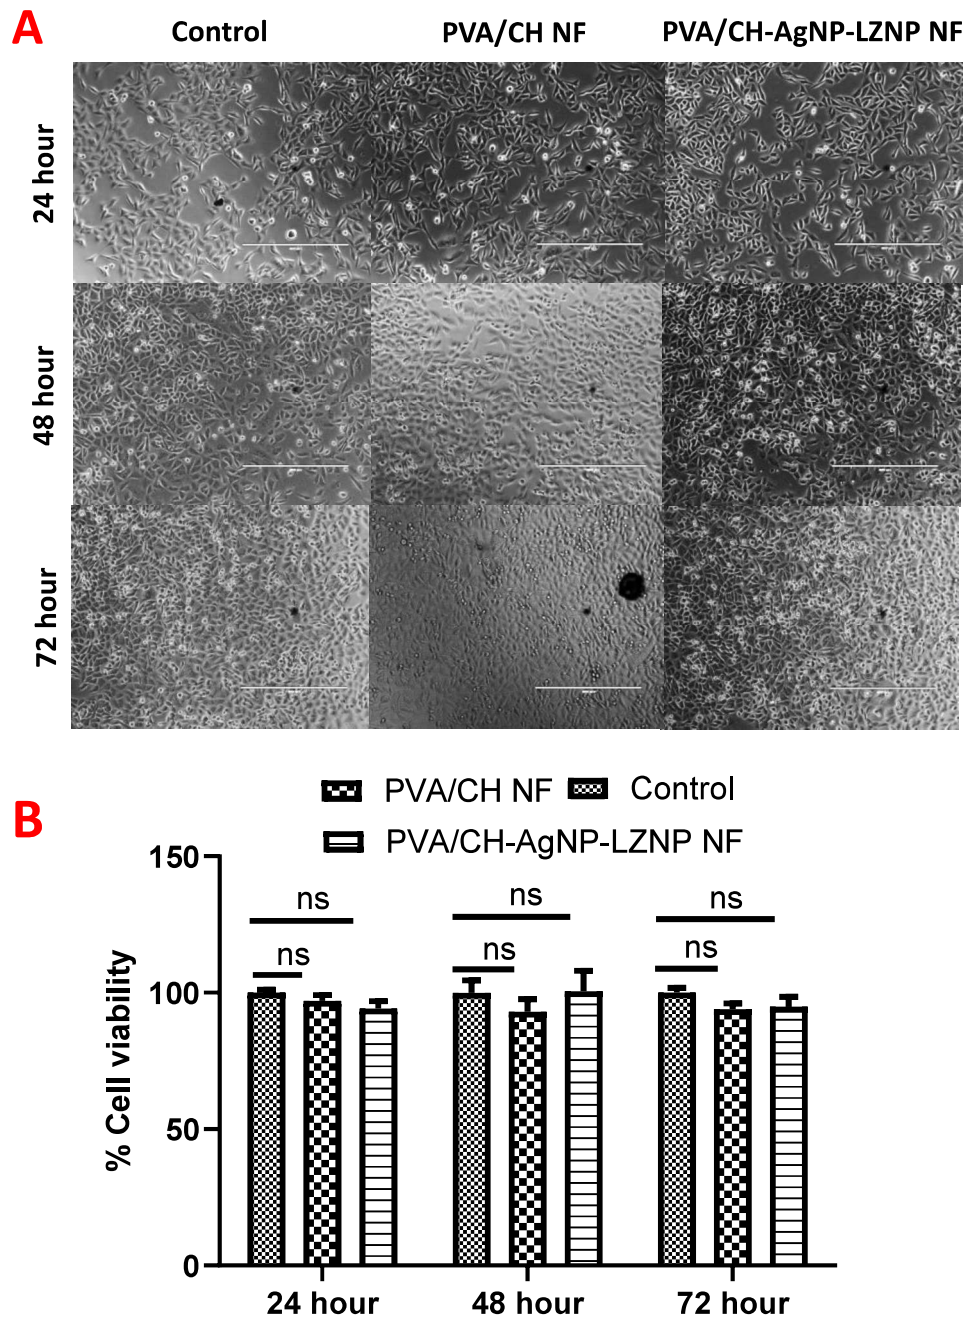 A
Control PVA/CH NF PVA/CH-AgNP-LZNP NF
24 hour
48 hour
72 hour
B
PVA/CH NF Control
PVA/CH-AgNP-LZNP NF
% Cell viability
150
100
50
0
ns ns ns
ns ns ns
24 hour 48 hour 72 hour